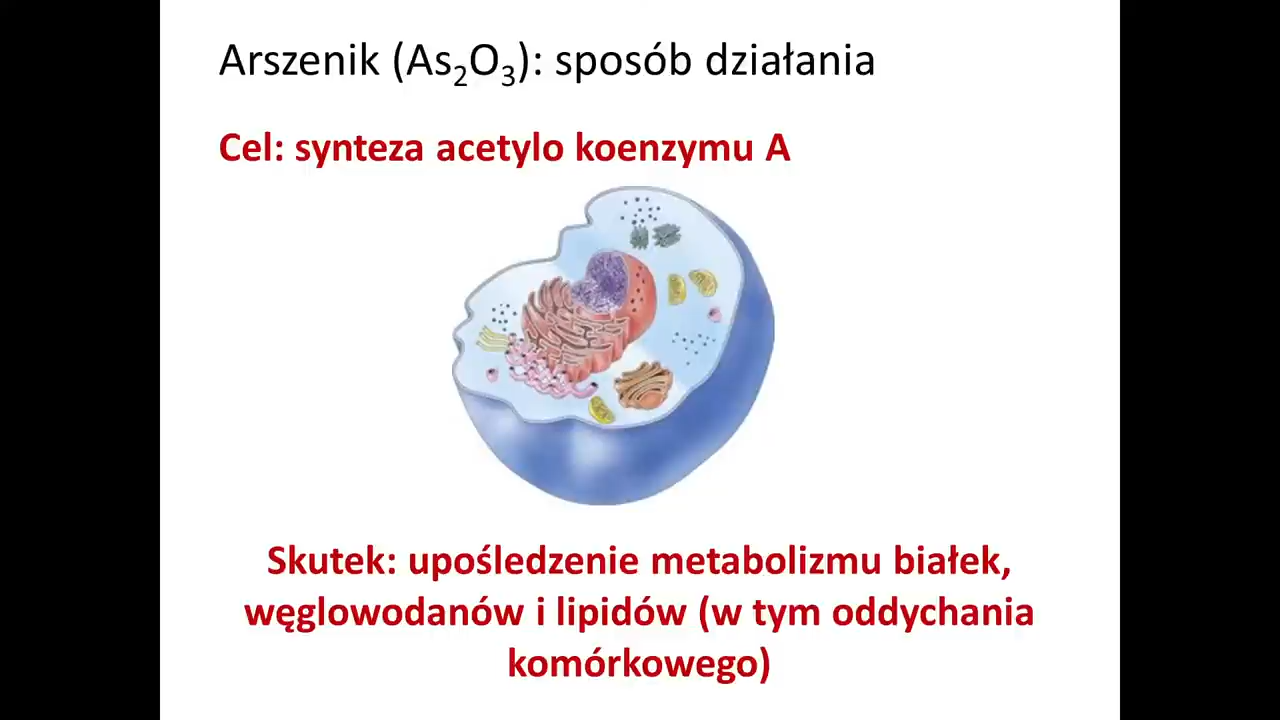 Arszenik (As₂O₃): sposób działania
Cel: synteza acetylo koenzymu A
Skutek: upośledzenie metabolizmu białek,
węglowodanów i lipidów (w tym oddychania
komórkowego)